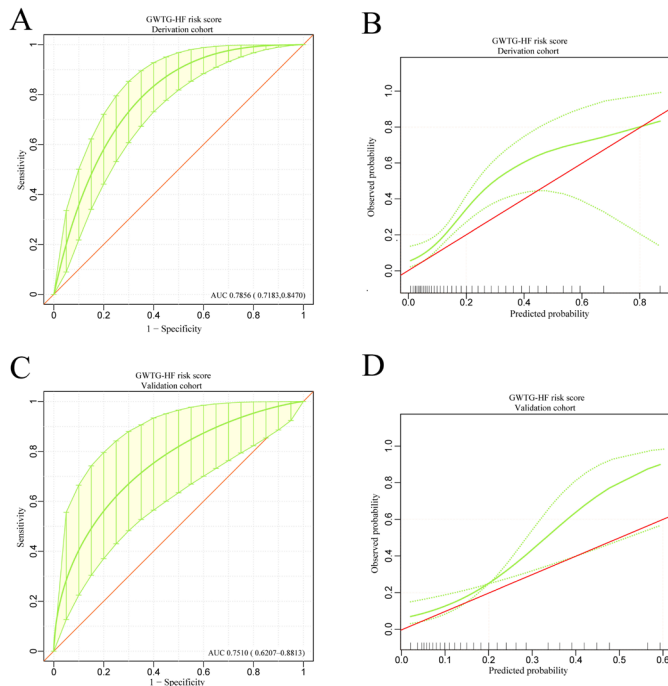 A
GWTG-HF risk score
Derivation cohort
Sensitivity
0 0.2 0.4 0.6 0.8 1
AUC 0.7856 ( 0.7183,0.8470)
0 0.2 0.4 0.6 0.8 1
1 − Specificity
B
GWTG-HF risk score
Derivation cohort
Observed probability
0.0 0.2 0.4 0.6 0.8 1.0
0.0 0.2 0.4 0.6 0.8
Predicted probability
C
GWTG-HF risk score
Validation cohort
Sensitivity
0 0.2 0.4 0.6 0.8 1
AUC 0.7510 ( 0.6207-0.8813)
0 0.2 0.4 0.6 0.8 1
1 − Specificity
D
GWTG-HF risk score
Validation cohort
Observed probability
0.0 0.2 0.4 0.6 0.8 1.0
0.0 0.1 0.2 0.3 0.4 0.5 0.6
Predicted probability